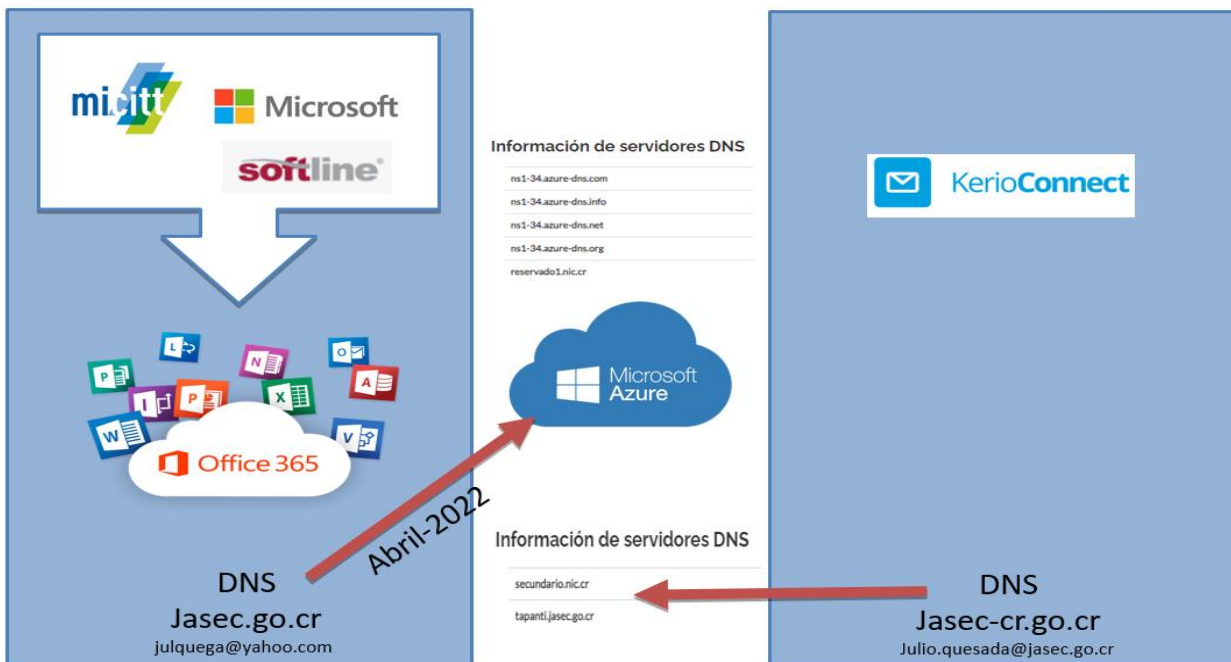 mi.citt
Microsoft
softline
Office 365
L
N
O
P
I
P
X
A
W
V
DNS
Jasec.go.cr
julquega@yahoo.com
Abril-2022
Información de servidores DNS
ns1-34.azure-dns.com
ns1-34.azure-dns.info
ns1-34.azure-dns.net
ns1-34.azure-dns.org
reservado1.nic.cr
Microsoft
Azure
Información de servidores DNS
secundario.nic.cr
tapanti.jasec.go.cr
KerioConnect
DNS
Jasec-cr.go.cr
Julio.quesada@jasec.go.cr